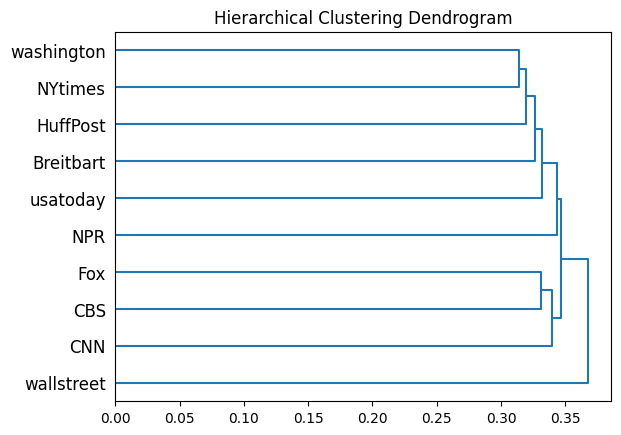 Hierarchical Clustering Dendrogram
washington
NYtimes
HuffPost
Breitbart
usatoday
NPR
Fox
CBS
CNN
wallstreet
0.00 0.05 0.10 0.15 0.20 0.25 0.30 0.35